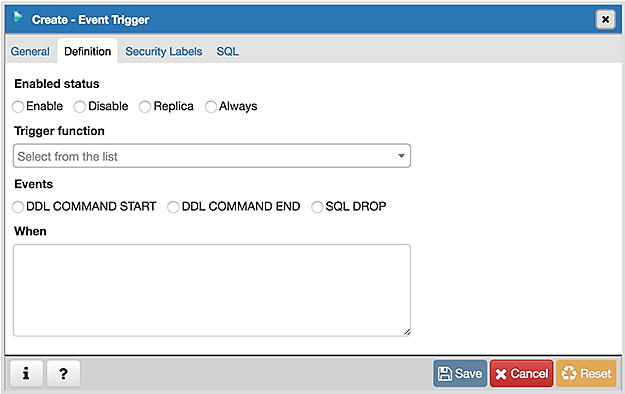 Create - Event Trigger
General Definition Security Labels SQL
Enabled status
Enable Disable Replica Always
Trigger function
Select from the list
Events
DDL COMMAND START DDL COMMAND END SQL DROP
When
i ? Save Cancel Reset